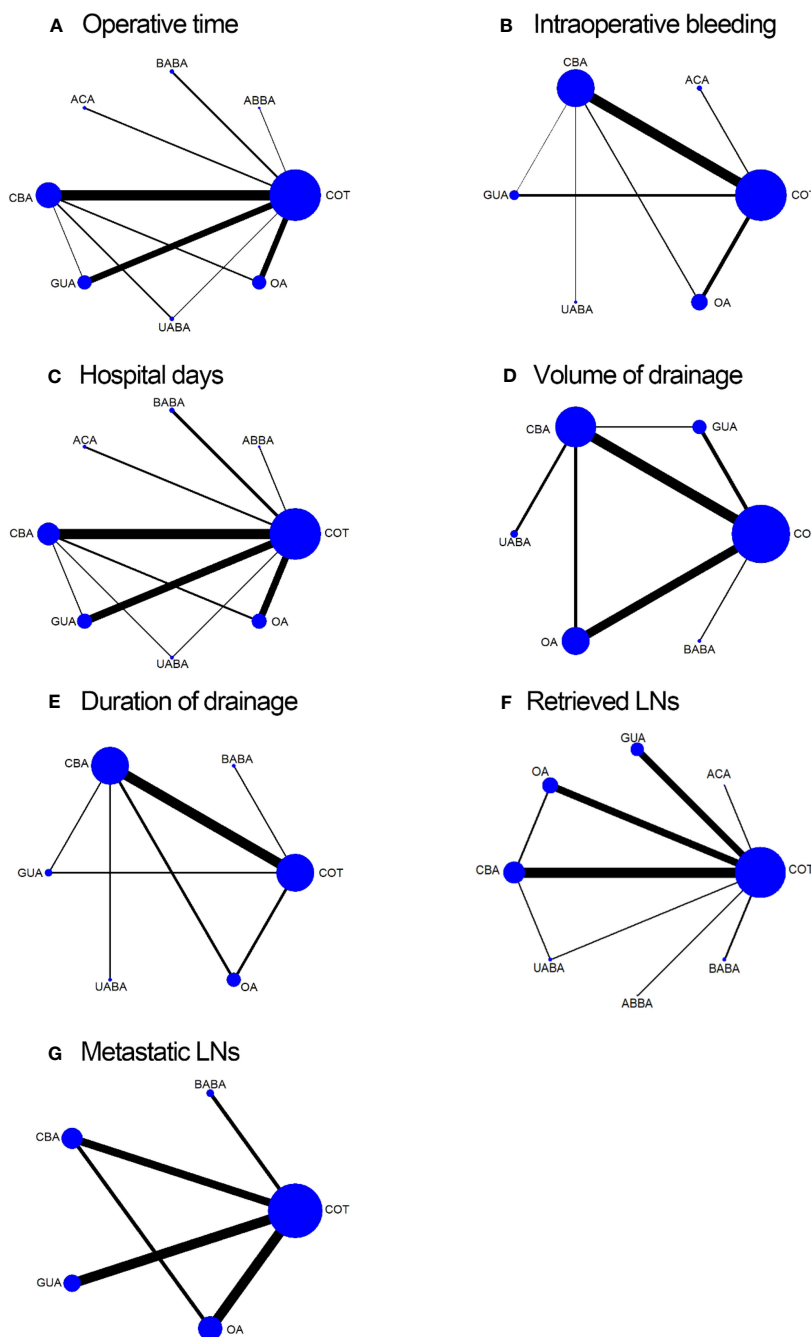 A Operative time
BABA
ACA
ABBA
CBA
COT
GUA
OA
UABA
B Intraoperative bleeding
CBA
ACA
GUA
COT
UABA
OA
C Hospital days
BABA
ACA
ABBA
CBA
COT
GUA
OA
UABA
D Volume of drainage
CBA
GUA
UABA
CO
OA
BABA
E Duration of drainage
CBA
BABA
GUA
COT
UABA
OA
F Retrieved LNs
GUA
OA
ACA
CBA
COT
UABA
BABA
ABBA
G Metastatic LNs
BABA
CBA
COT
GUA
OA